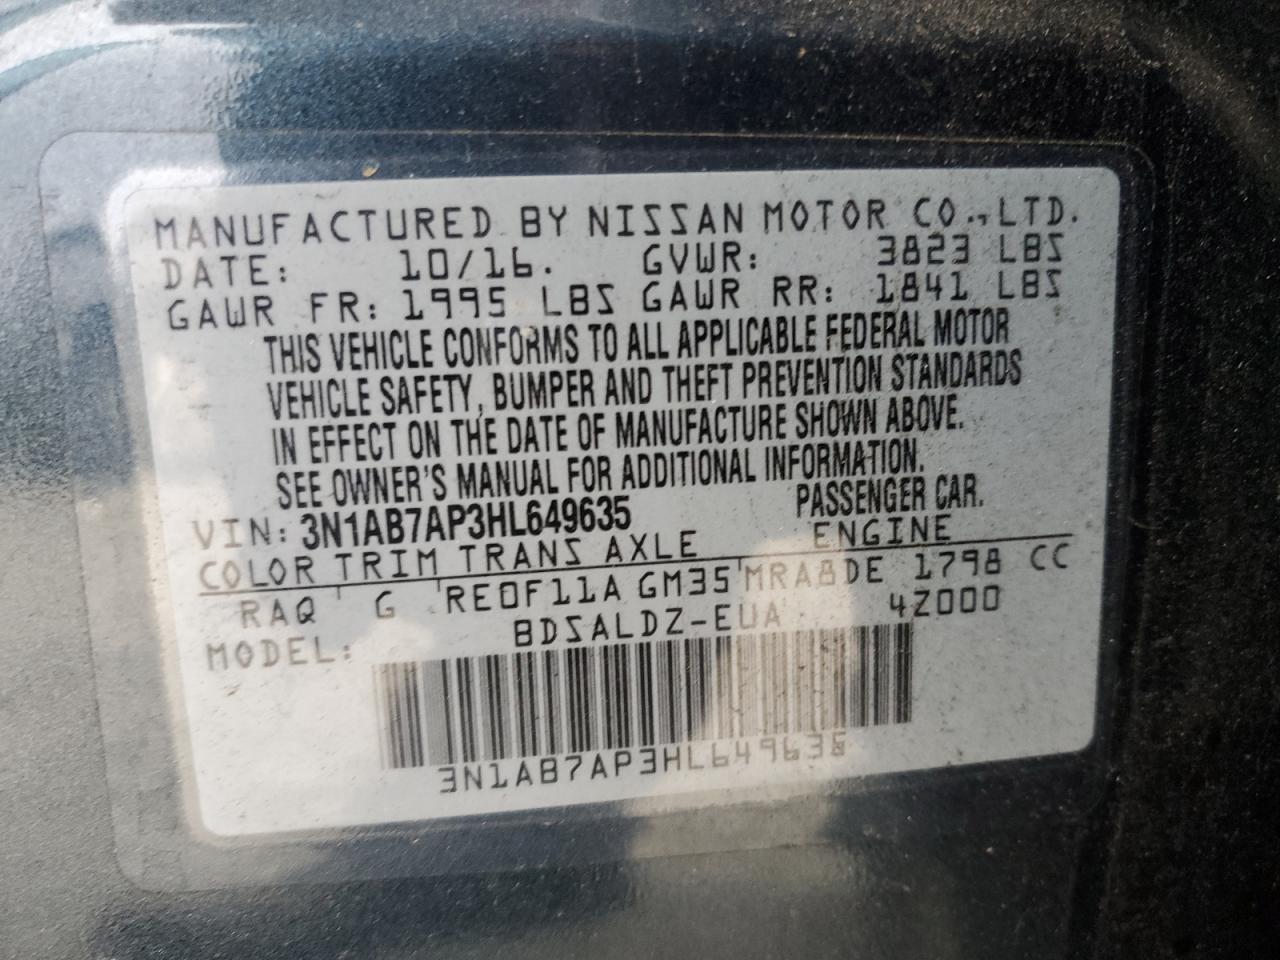 MANUFACTURED BY NISSAN MOTOR CO.,LTD.
DATE: 10/16. GVWR: 3823 LBS
GAWR FR: 1995 LBS GAWR RR: 1841 LBS
THIS VEHICLE CONFORMS TO ALL APPLICABLE FEDERAL MOTOR
VEHICLE SAFETY, BUMPER AND THEFT PREVENTION STANDARDS
IN EFFECT ON THE DATE OF MANUFACTURE SHOWN ABOVE.
SEE OWNER'S MANUAL FOR ADDITIONAL INFORMATION.
VIN: 3N1AB7AP3HL649635 PASSENGER CAR.
COLOR TRIM TRANS AXLE ENGINE
RAQ G RE0F11A GM35 MRA8DE 1798 CC
MODEL: BDSALDZ-EUA 42000
3N1AB7AP3HL649635